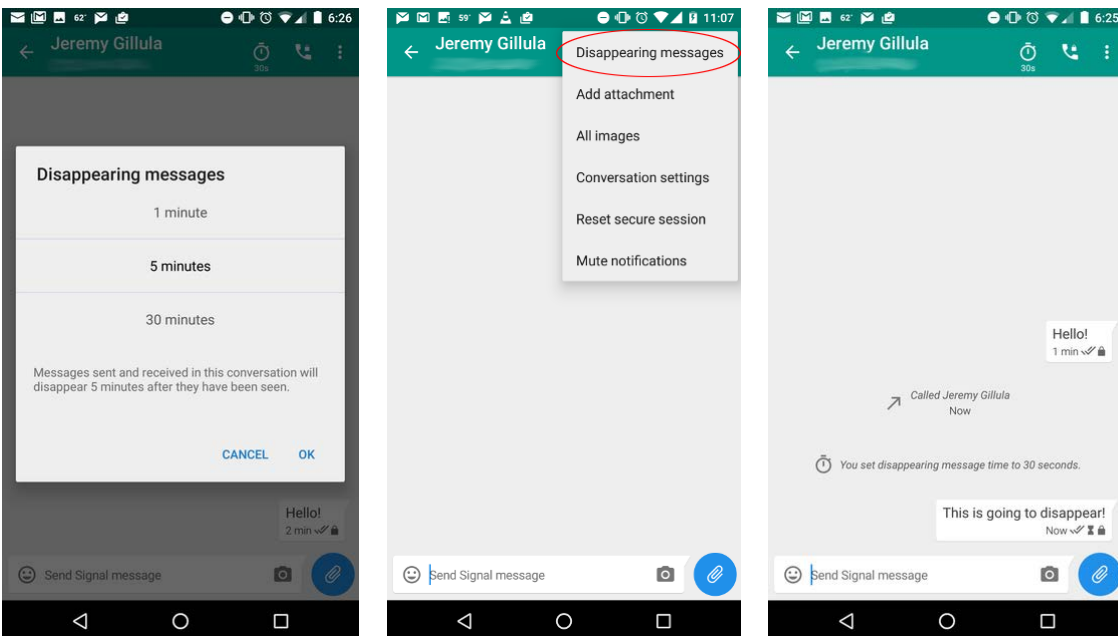 62°
6:26
Jeremy Gillula
30s
Disappearing messages
1 minute
5 minutes
30 minutes
Messages sent and received in this conversation will
disappear 5 minutes after they have been seen.
CANCEL OK
Hello!
2 min
Send Signal message
59°
11:07
Jeremy Gillula
Disappearing messages
Add attachment
All images
Conversation settings
Reset secure session
Mute notifications
Send Signal message
62°
6:25
Jeremy Gillula
30s
Hello!
1 min
Called Jeremy Gillula
Now
You set disappearing message time to 30 seconds.
This is going to disappear!
Now
Send Signal message